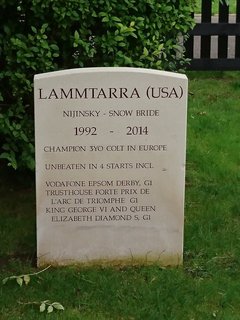 LAMMTARRA (USA)
NIJINSKY - SNOW BRIDE
1992 - 2014
CHAMPION 3YO COLT IN EUROPE
UNBEATEN IN 4 STARTS INCL
VODAFONE EPSOM DERBY, G1
TRUSTHOUSE FORTE PRIX DE
L'ARC DE TRIOMPHE G1
KING GEORGE VI AND QUEEN
ELIZABETH DIAMOND S, G1